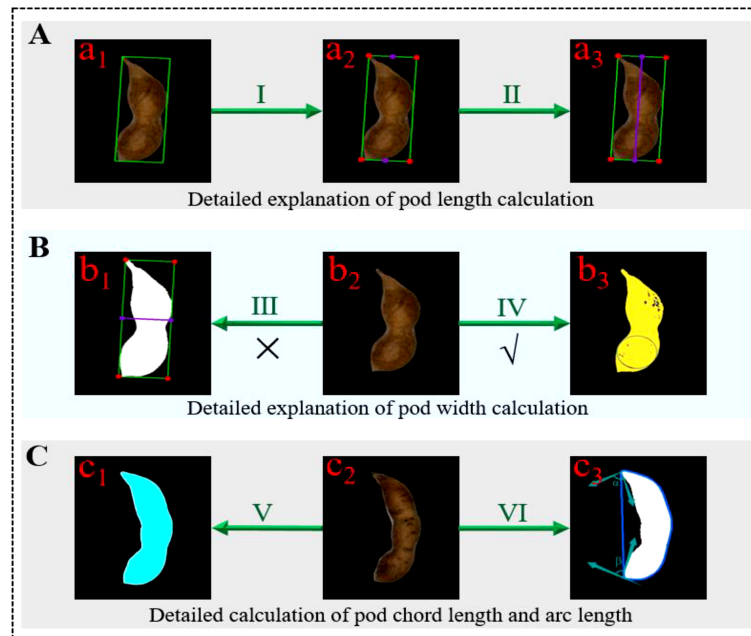 A
a1 I a2 II a3
Detailed explanation of pod length calculation
B
b1 III b2 IV b3
× √
Detailed explanation of pod width calculation
C
c1 V c2 VI c3
α
β
Detailed calculation of pod chord length and arc length